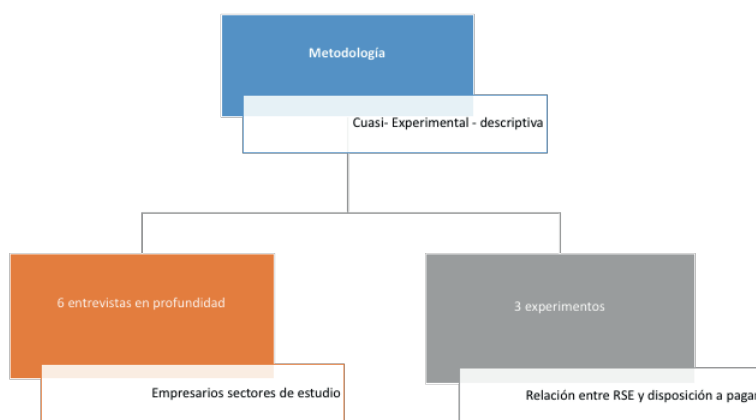 Metodología
Cuasi- Experimental - descriptiva
6 entrevistas en profundidad
3 experimentos
Empresarios sectores de estudio
Relación entre RSE y disposición a pagar